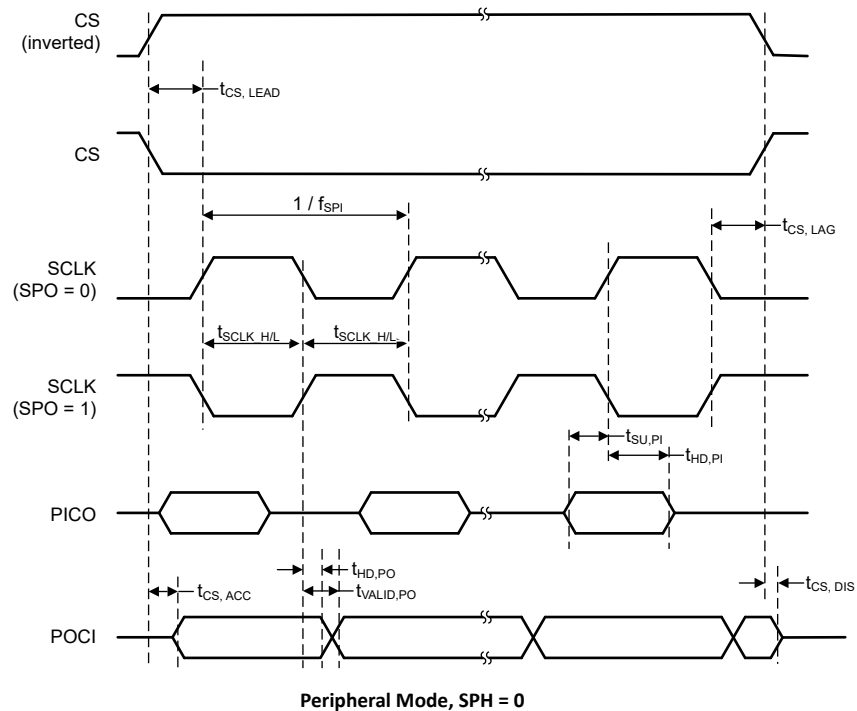 CS
(inverted)
tCS, LEAD
CS
1 / fSPI
tCS, LAG
SCLK
(SPO = 0)
tSCLK_H/L
tSCLK_H/L
SCLK
(SPO = 1)
tSU,PI
tHD,PI
PICO
tHD,PO
tCS, ACC
tVALID,PO
tCS, DIS
POCI
Peripheral Mode, SPH = 0